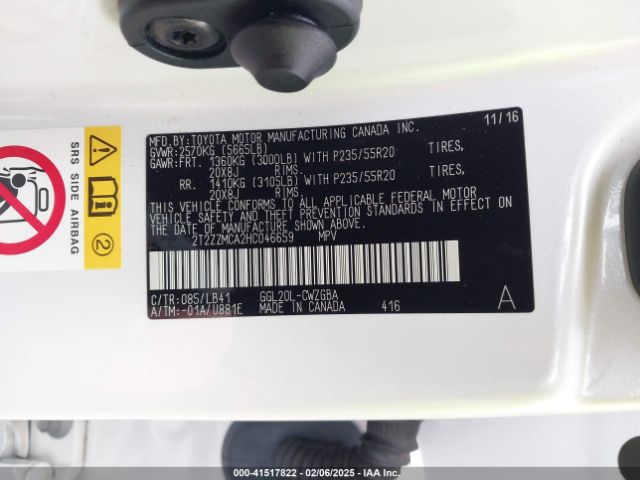 MFD.BY:TOYOTA MOTOR MANUFACTURING CANADA INC. 11/16
GVWR:2570KG (5665LB)
GAWR:FRT. 1360KG (3000LB) WITH P235/55R20 TIRES,
20X8J RIMS
RR. 1410KG (3105LB) WITH P235/55R20 TIRES,
20X8J RIMS
THIS VEHICLE CONFORMS TO ALL APPLICABLE FEDERAL MOTOR
VEHICLE SAFETY AND BUMPER STANDARDS IN EFFECT ON
THE DATE OF MANUFACTURE SHOWN ABOVE.
2T2ZZMCA2HC046659 MPV
C/TR:085/LB41 GGL20L-CWZGBA
A/TM:-01A/U881E MADE IN CANADA 416 A
SRS SIDE AIRBAG
2
000-41517822 - 02/06/2025 - IAA Inc.